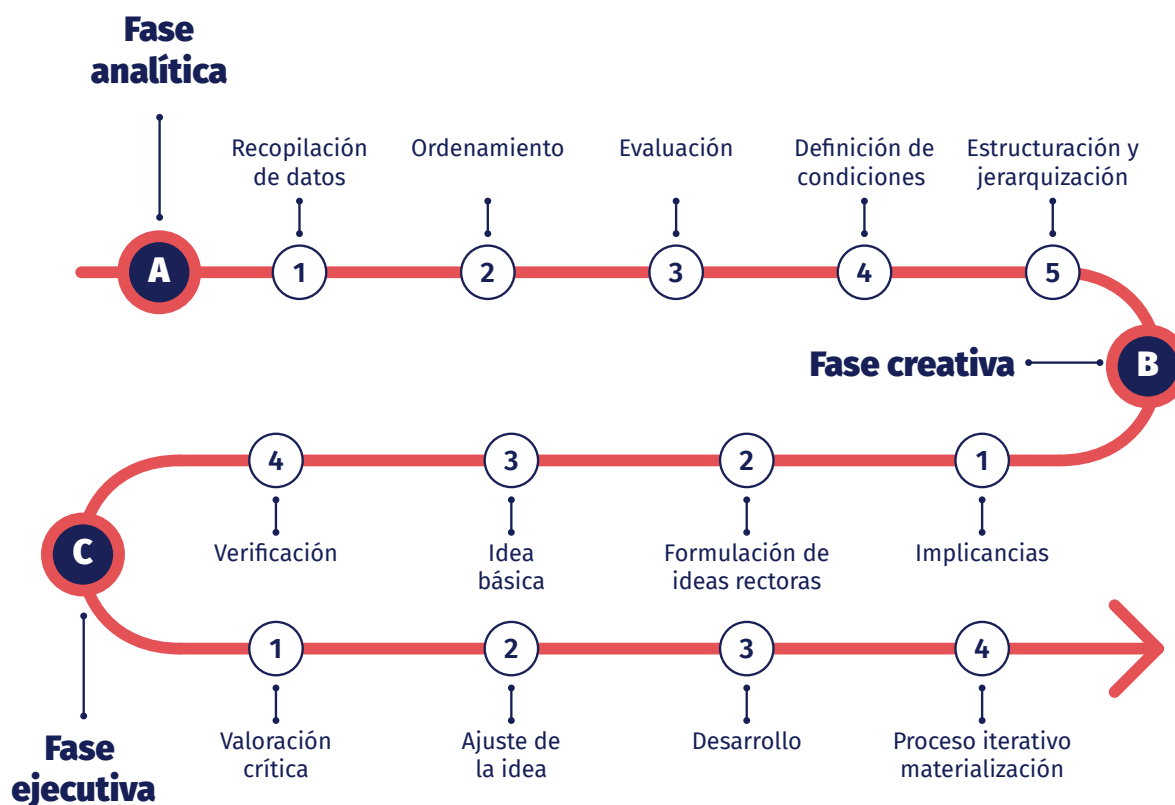 Fase
analítica
Recopilación
de datos
Ordenamiento
Evaluación
Definición de
condiciones
Estructuración y
jerarquización
A
1
2
3
4
5
Fase creativa
B
4
3
2
1
Verificación
Idea
básica
Formulación de
ideas rectoras
Implicancias
C
1
2
3
4
Fase
ejecutiva
Valoración
crítica
Ajuste de
la idea
Desarrollo
Proceso iterativo
materialización